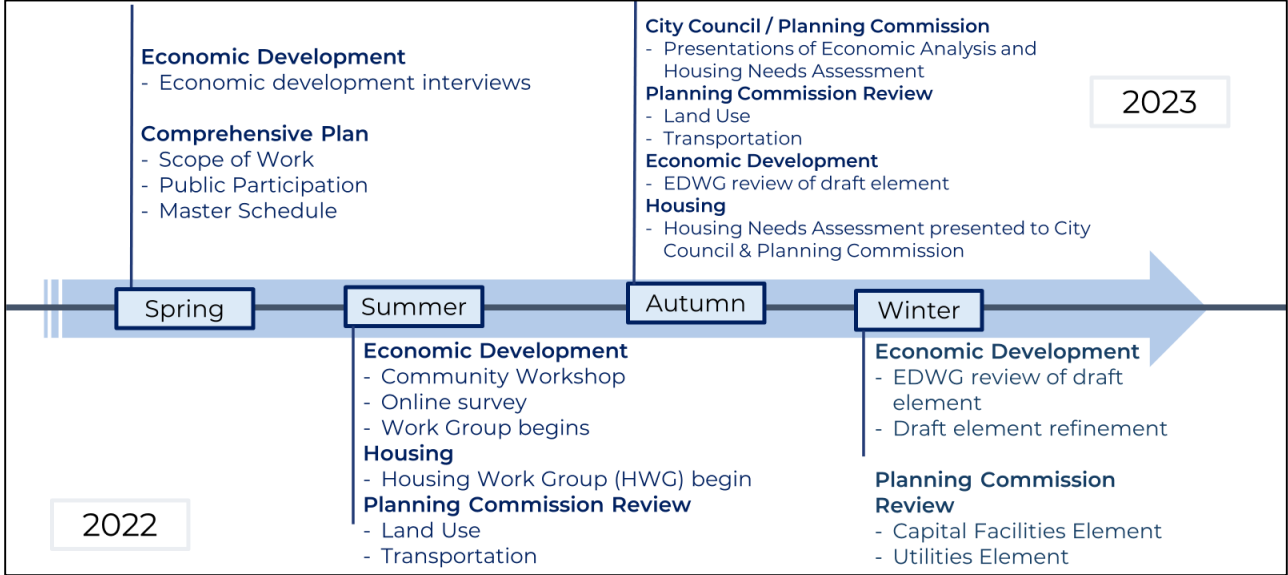 Economic Development
- Economic development interviews
Comprehensive Plan
- Scope of Work
- Public Participation
- Master Schedule
City Council / Planning Commission
- Presentations of Economic Analysis and
Housing Needs Assessment
Planning Commission Review
- Land Use
- Transportation
Economic Development
- EDWG review of draft element
Housing
- Housing Needs Assessment presented to City
Council & Planning Commission
2023
Spring
Summer
Autumn
Winter
Economic Development
- Community Workshop
- Online survey
- Work Group begins
Housing
- Housing Work Group (HWG) begin
Planning Commission Review
- Land Use
- Transportation
Economic Development
- EDWG review of draft
element
- Draft element refinement
Planning Commission
Review
- Capital Facilities Element
- Utilities Element
2022